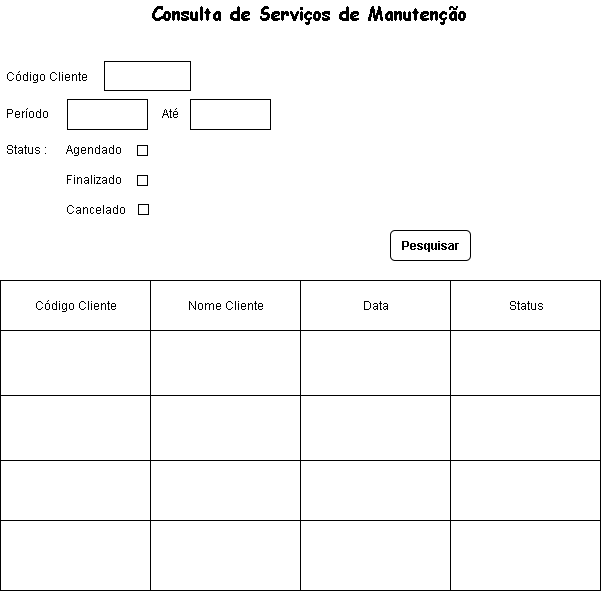 Consulta de Serviços de Manutenção
Código Cliente
Período Até
Status : Agendado
Finalizado
Cancelado
Pesquisar
Código Cliente Nome Cliente Data Status